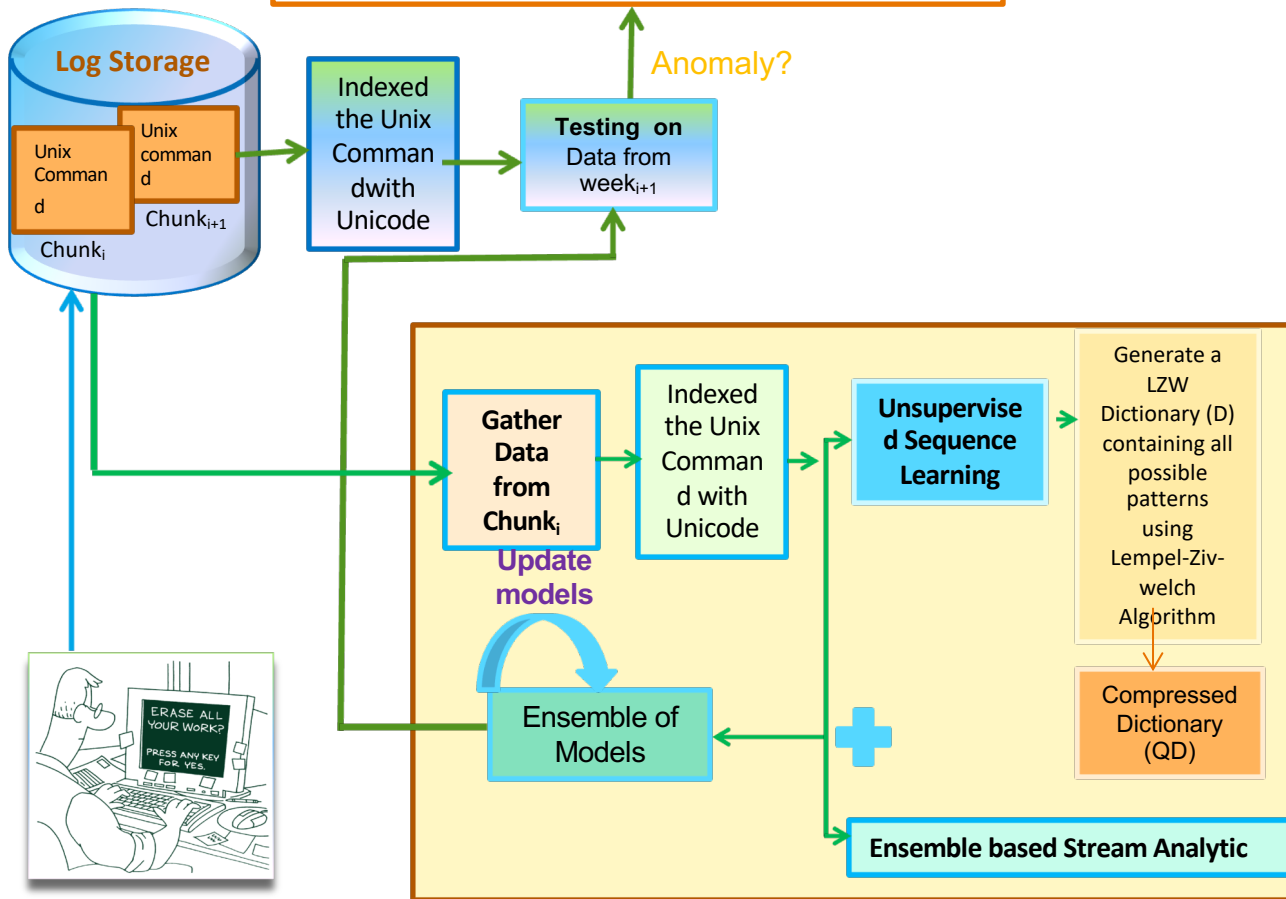 Log Storage
Unix
Comman
d
Chunkᵢ
Unix
comman
d
Chunkᵢ₊₁
Indexed
the Unix
Comman
dwith
Unicode
Testing on
Data from
weekᵢ₊₁
Anomaly?
Gather
Data
from
Chunkᵢ
Indexed
the Unix
Comman
d with
Unicode
Unsupervise
d Sequence
Learning
Generate a
LZW
Dictionary (D)
containing all
possible
patterns
using
Lempel-Ziv-
welch
Algorithm
Compressed
Dictionary
(QD)
Update
models
Ensemble of
Models
Ensemble based Stream Analytic
ERASE ALL
YOUR WORK?
PRESS ANY KEY
FOR YES.